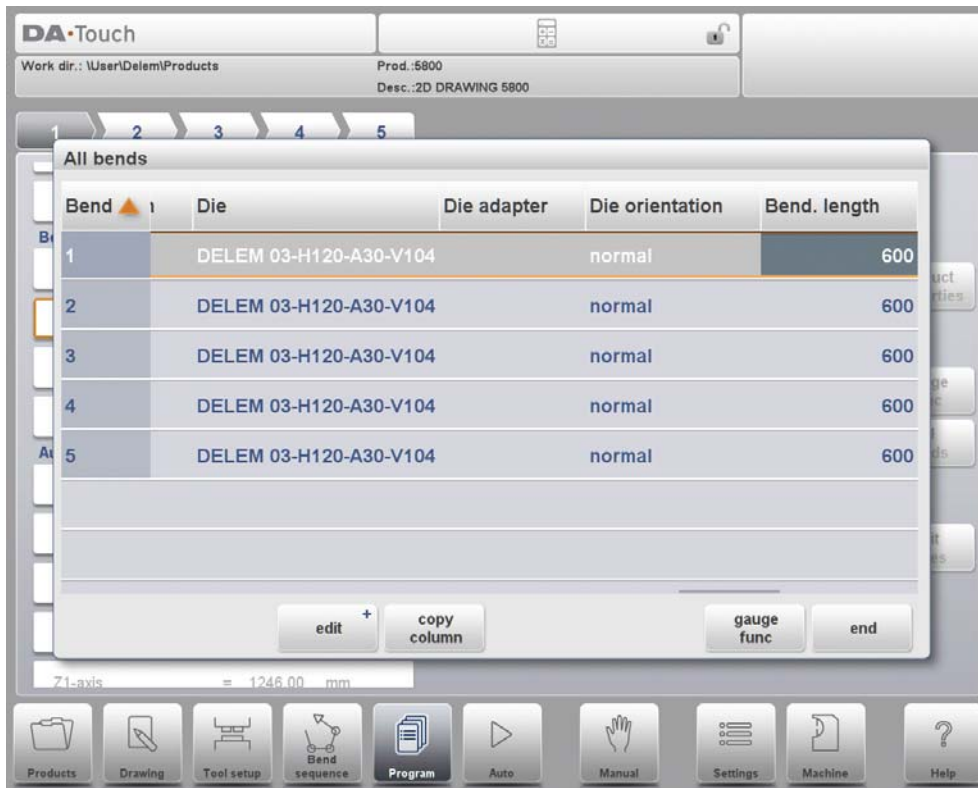 DA·Touch
Work dir.: \User\Delem\Products
Prod.:5800
Desc.:2D DRAWING 5800
1 2 3 4 5
All bends
Bend Die Die adapter Die orientation Bend. length
1 DELEM 03-H120-A30-V104 normal 600
2 DELEM 03-H120-A30-V104 normal 600
3 DELEM 03-H120-A30-V104 normal 600
4 DELEM 03-H120-A30-V104 normal 600
5 DELEM 03-H120-A30-V104 normal 600
edit +
copy
column
gauge
func
end
Z1-axis = 1246.00 mm
Products
Drawing
Tool setup
Bend
sequence
Program
Auto
Manual
Settings
Machine
Help